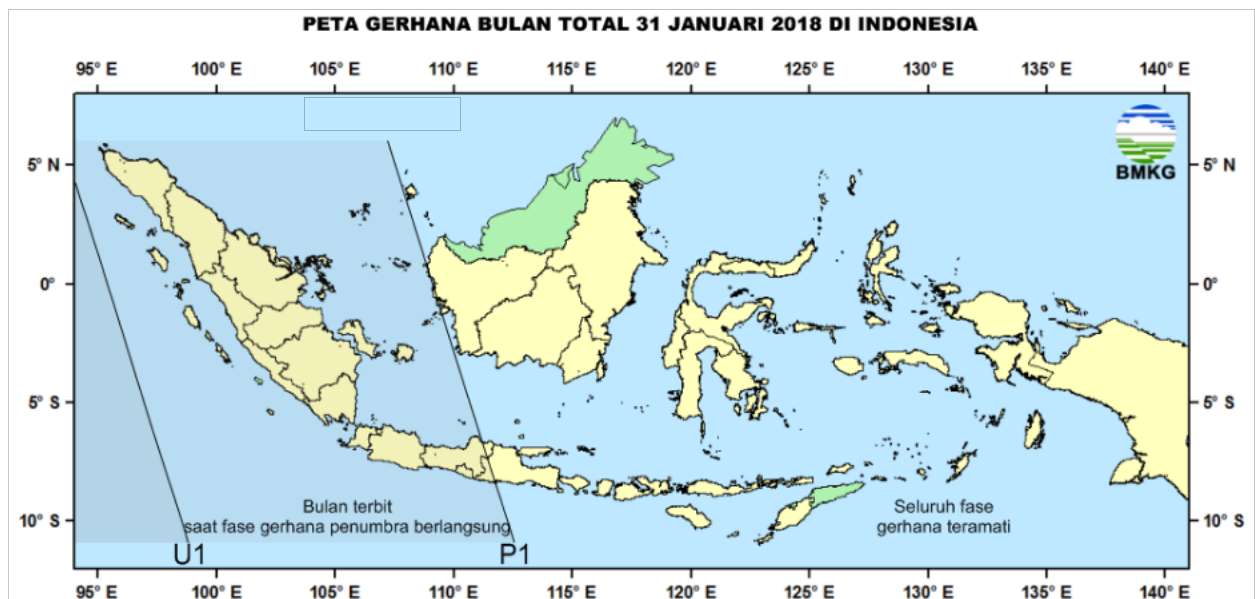 PETA GERHANA BULAN TOTAL 31 JANUARI 2018 DI INDONESIA
95° E 100° E 105° E 110° E 115° E 120° E 125° E 130° E 135° E 140° E
BMKG
5° N 5° N
0° 0°
5° S 5° S
10° S 10° S
Bulan terbit
saat fase gerhana penumbra berlangsung
Seluruh fase
gerhana teramati
U1 P1
95° E 100° E 105° E 110° E 115° E 120° E 125° E 130° E 135° E 140° E